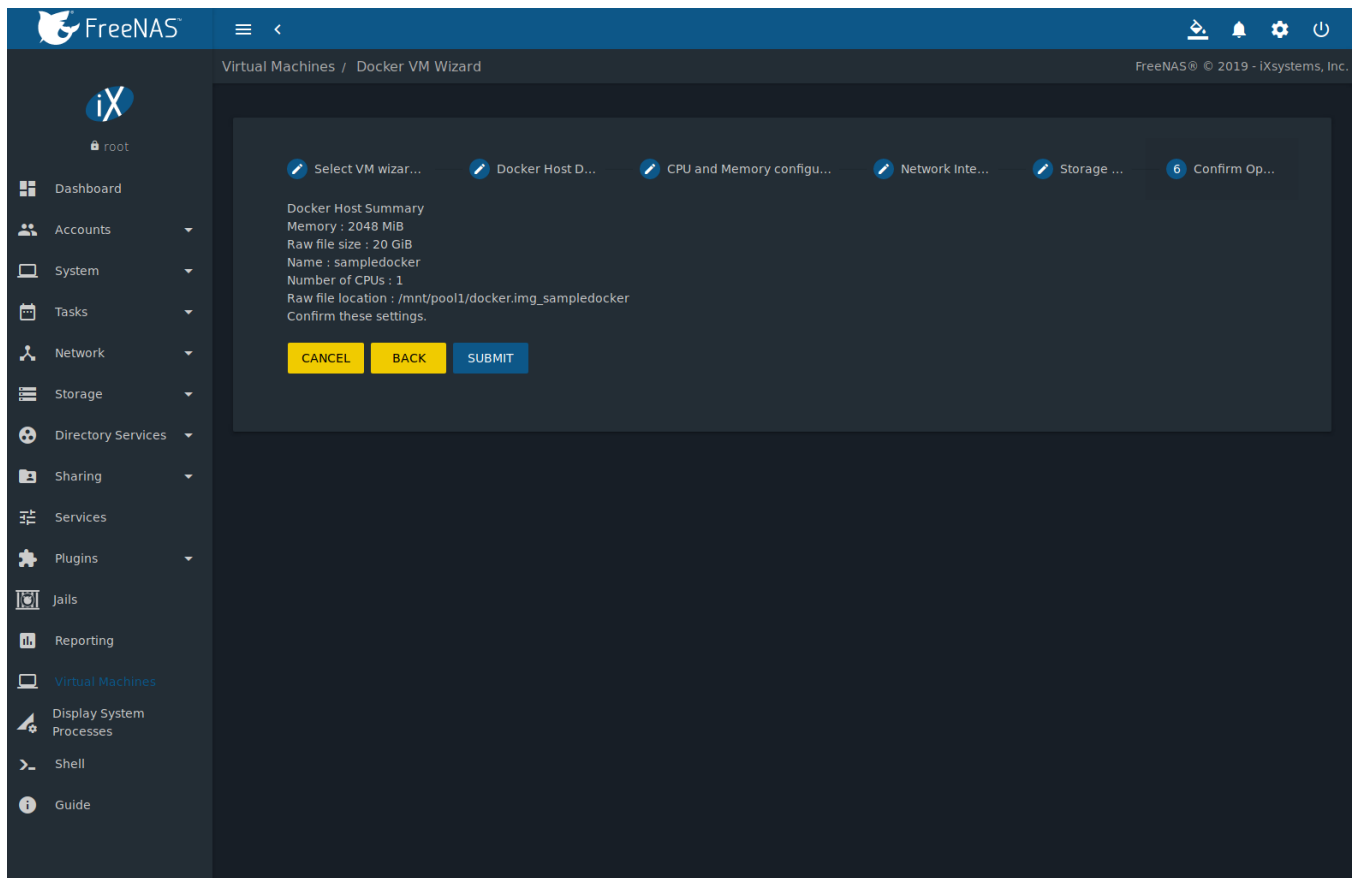 FreeNAS™
Virtual Machines / Docker VM Wizard
FreeNAS® © 2019 - iXsystems, Inc.
iX
root
Dashboard
Accounts
System
Tasks
Network
Storage
Directory Services
Sharing
Services
Plugins
Jails
Reporting
Virtual Machines
Display System
Processes
Shell
Guide
Select VM wizar...
Docker Host D...
CPU and Memory configu...
Network Inte...
Storage ...
6 Confirm Op...
Docker Host Summary
Memory : 2048 MiB
Raw file size : 20 GiB
Name : sampledocker
Number of CPUs : 1
Raw file location : /mnt/pool1/docker.img_sampledocker
Confirm these settings.
CANCEL BACK SUBMIT